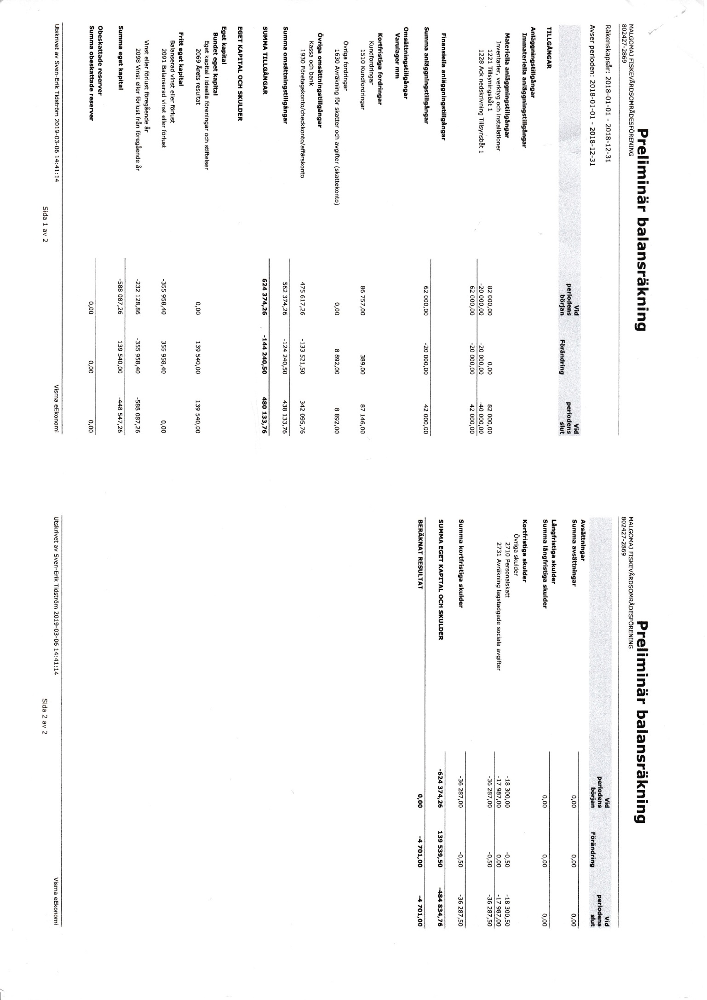 Preliminär balansräkning
MALGOMAJ FISKEVÅRDSOMRÅDESFÖRENING
802427-2869
Räkenskapsår: 2018-01-01 - 2018-12-31
Avser perioden: 2018-01-01 - 2018-12-31
Vid periodens början Förändring Vid periodens slut
TILLGÅNGAR
Anläggningstillgångar
Immateriella anläggningstillgångar
Materiella anläggningstillgångar
Inventarier, verktyg och installationer
1221 Tillsyningsbåt 1 82 000,00 0,00 82 000,00
1228 Ack nedskrivning Tillsynsbåt 1 -20 000,00 -20 000,00 -40 000,00
62 000,00 -20 000,00 42 000,00
Finansiella anläggningstillgångar
Summa anläggningstillgångar 62 000,00 -20 000,00 42 000,00
Omsättningstillgångar
Varulager mm
Kortfristiga fordringar
Kundfordringar
1510 Kundfordringar 86 757,00 389,00 87 146,00
Övriga fordringar
1630 Avräkning för skatter och avgifter (skattekonto) 0,00 8 892,00 8 892,00
Övriga omsättningstillgångar
Kassa och bank
1930 Företagskonto/checkkonto/affärskonto 475 617,26 -133 521,50 342 095,76
Summa omsättningstillgångar 562 374,26 -124 240,50 438 133,76
SUMMA TILLGÅNGAR 624 374,26 -144 240,50 480 133,76
EGET KAPITAL OCH SKULDER
Eget kapital
Bundet eget kapital
Eget kapital i ideella föreningar och stiftelser
2069 Årets resultat 0,00 139 540,00 139 540,00
Fritt eget kapital
Balanserad vinst eller förlust
2091 Balanserad vinst eller förlust -355 958,40 355 958,40 0,00
Vinst eller förlust föregående år
2098 Vinst eller förlust från föregående år -232 128,86 -355 958,40 -588 087,26
Summa eget kapital -588 087,26 139 540,00 -448 547,26
Obeskattade reserver
Summa obeskattade reserver 0,00 0,00 0,00
Utskrivet av Sven-Erik Tidström 2019-03-06 14:41:14 Visma eEkonomi
Sida 1 av 2
Preliminär balansräkning
MALGOMAJ FISKEVÅRDSOMRÅDESFÖRENING
802427-2869
Vid periodens början Förändring Vid periodens slut
Avsättningar
Summa avsättningar 0,00 0,00 0,00
Långfristiga skulder
Summa långfristiga skulder 0,00 0,00 0,00
Kortfristiga skulder
Övriga skulder
2710 Personalskatt -18 300,00 -0,50 -18 300,50
2731 Avräkning lagstadgade sociala avgifter -17 987,00 0,00 -17 987,00
-36 287,00 -0,50 -36 287,50
Summa kortfristiga skulder -36 287,00 -0,50 -36 287,50
SUMMA EGET KAPITAL OCH SKULDER -624 374,26 139 539,50 -484 834,76
BERÄKNAT RESULTAT 0,00 -4 701,00 -4 701,00
Utskrivet av Sven-Erik Tidström 2019-03-06 14:41:14 Visma eEkonomi
Sida 2 av 2